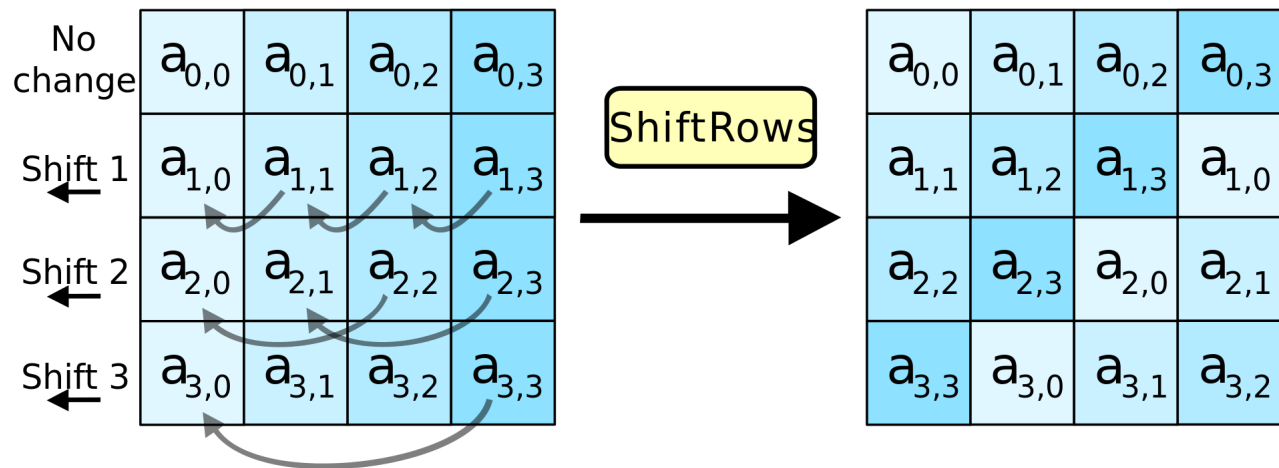 No
change
a0,0 a0,1 a0,2 a0,3
Shift 1
a1,0 a1,1 a1,2 a1,3
Shift 2
a2,0 a2,1 a2,2 a2,3
Shift 3
a3,0 a3,1 a3,2 a3,3
ShiftRows
a0,0 a0,1 a0,2 a0,3
a1,1 a1,2 a1,3 a1,0
a2,2 a2,3 a2,0 a2,1
a3,3 a3,0 a3,1 a3,2